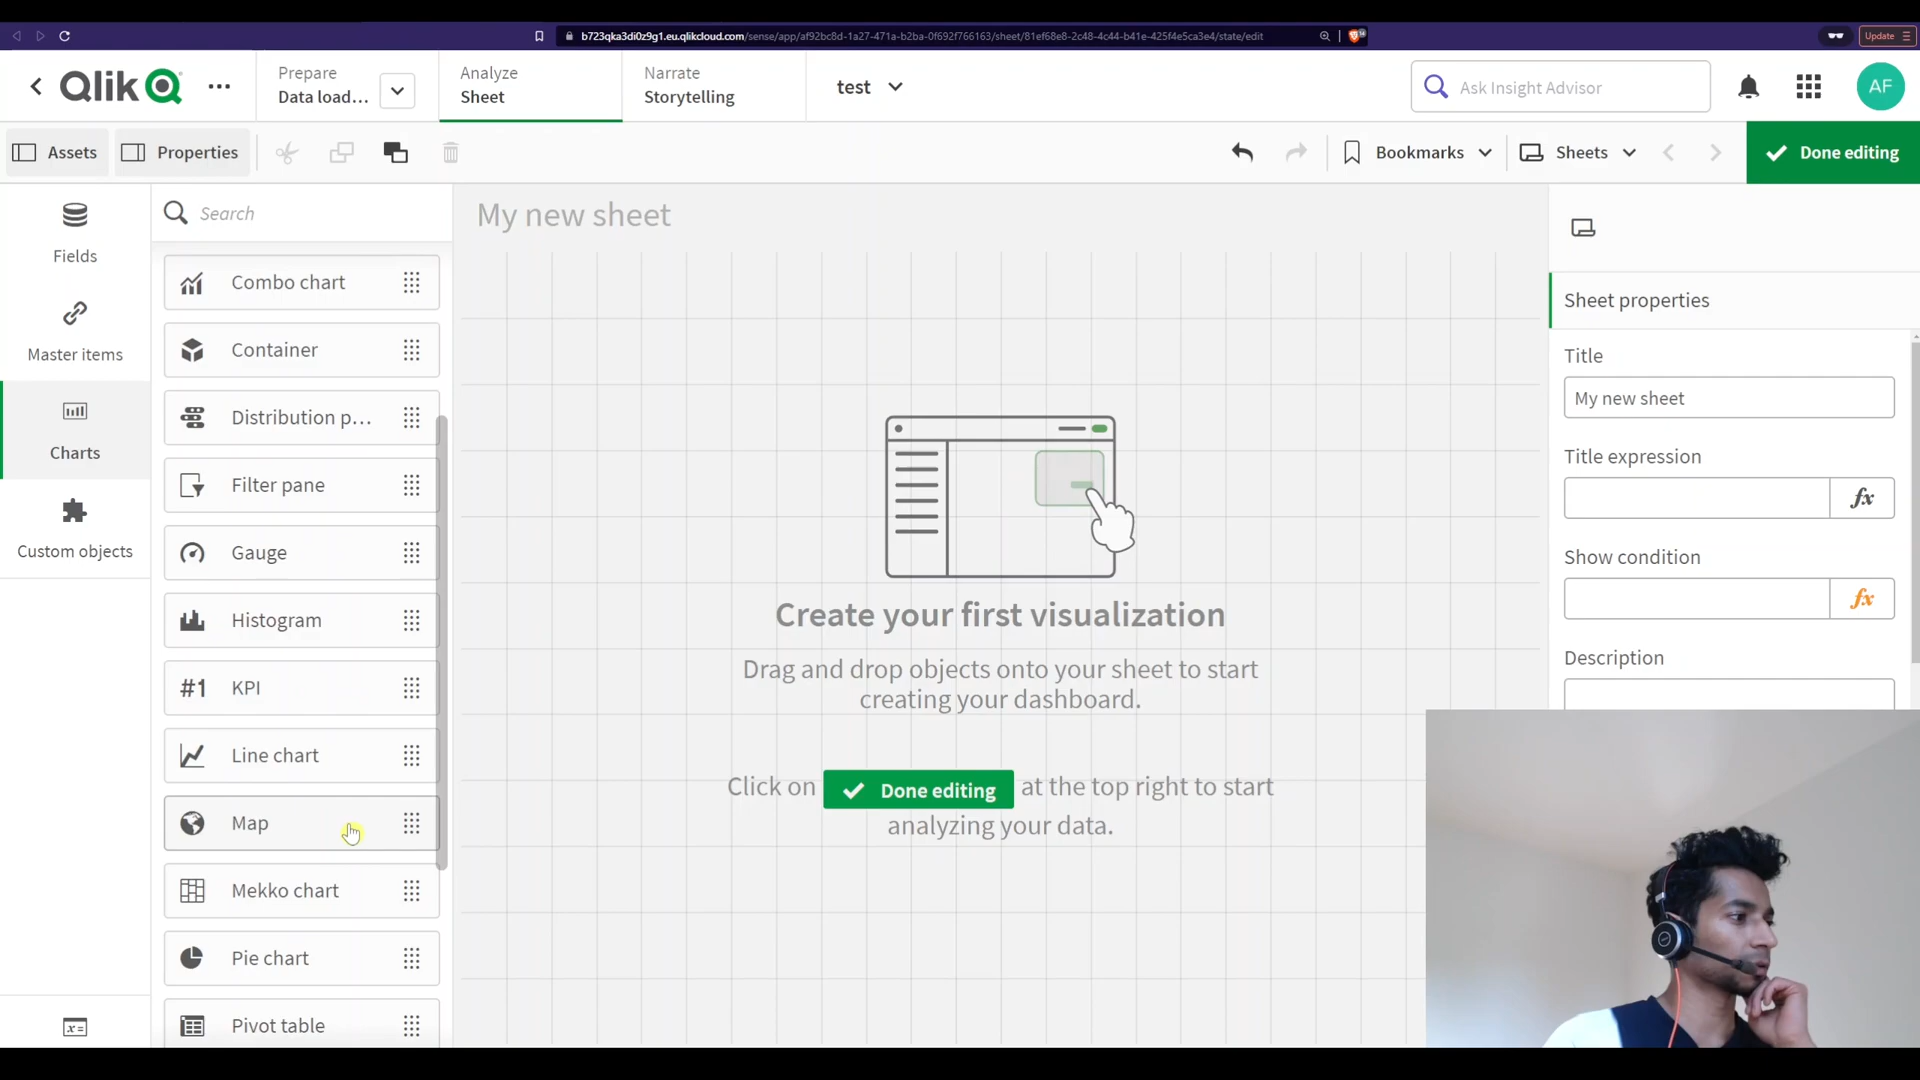 b723qka3di0z9g1.eu.qlikcloud.com/sense/app/af92bc8d-1a27-471a-b2ba-0f692f766163/sheet/81ef68e8-2c48-4c44-b41e-425f4e5ca3e4/state/edit
Update
Qlik
Prepare
Data load...
Analyze
Sheet
Narrate
Storytelling
test
Ask Insight Advisor
AF
Assets
Properties
Bookmarks
Sheets
Done editing
Fields
Master items
Charts
Custom objects
Search
Combo chart
Container
Distribution p...
Filter pane
Gauge
Histogram
#1 KPI
Line chart
Map
Mekko chart
Pie chart
Pivot table
My new sheet
Create your first visualization
Drag and drop objects onto your sheet to start
creating your dashboard.
Click on Done editing at the top right to start
analyzing your data.
Sheet properties
Title
My new sheet
Title expression
fx
Show condition
fx
Description